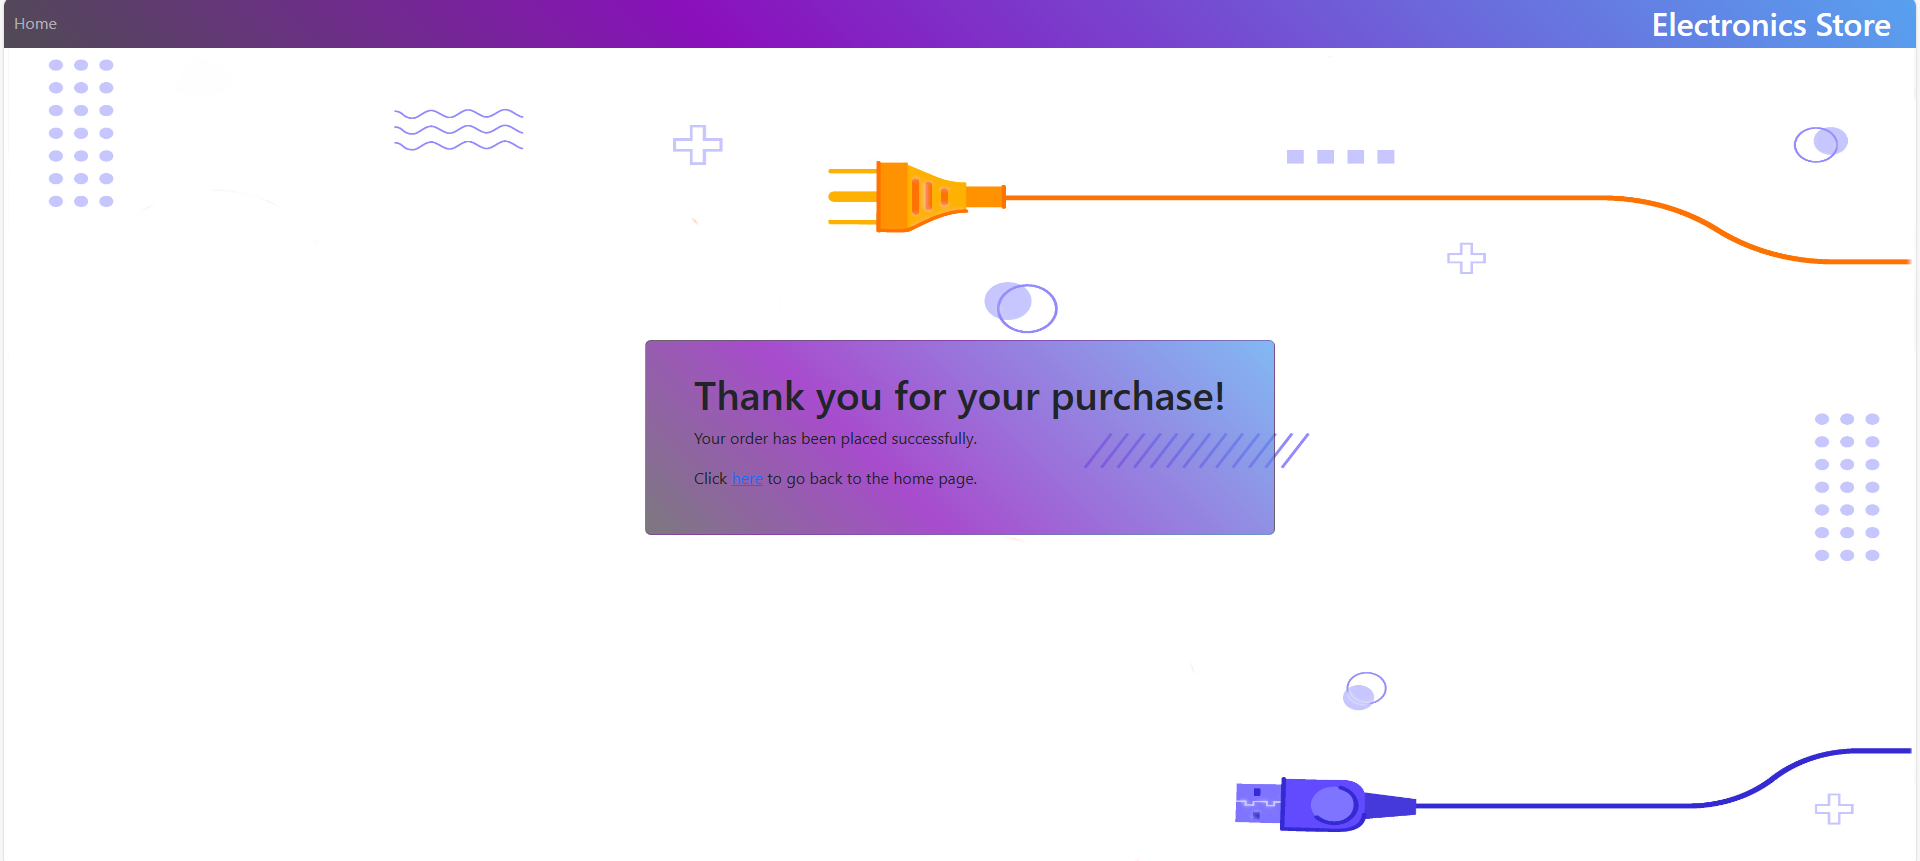 Home
Electronics Store
Thank you for your purchase!
Your order has been placed successfully.
Click here to go back to the home page.